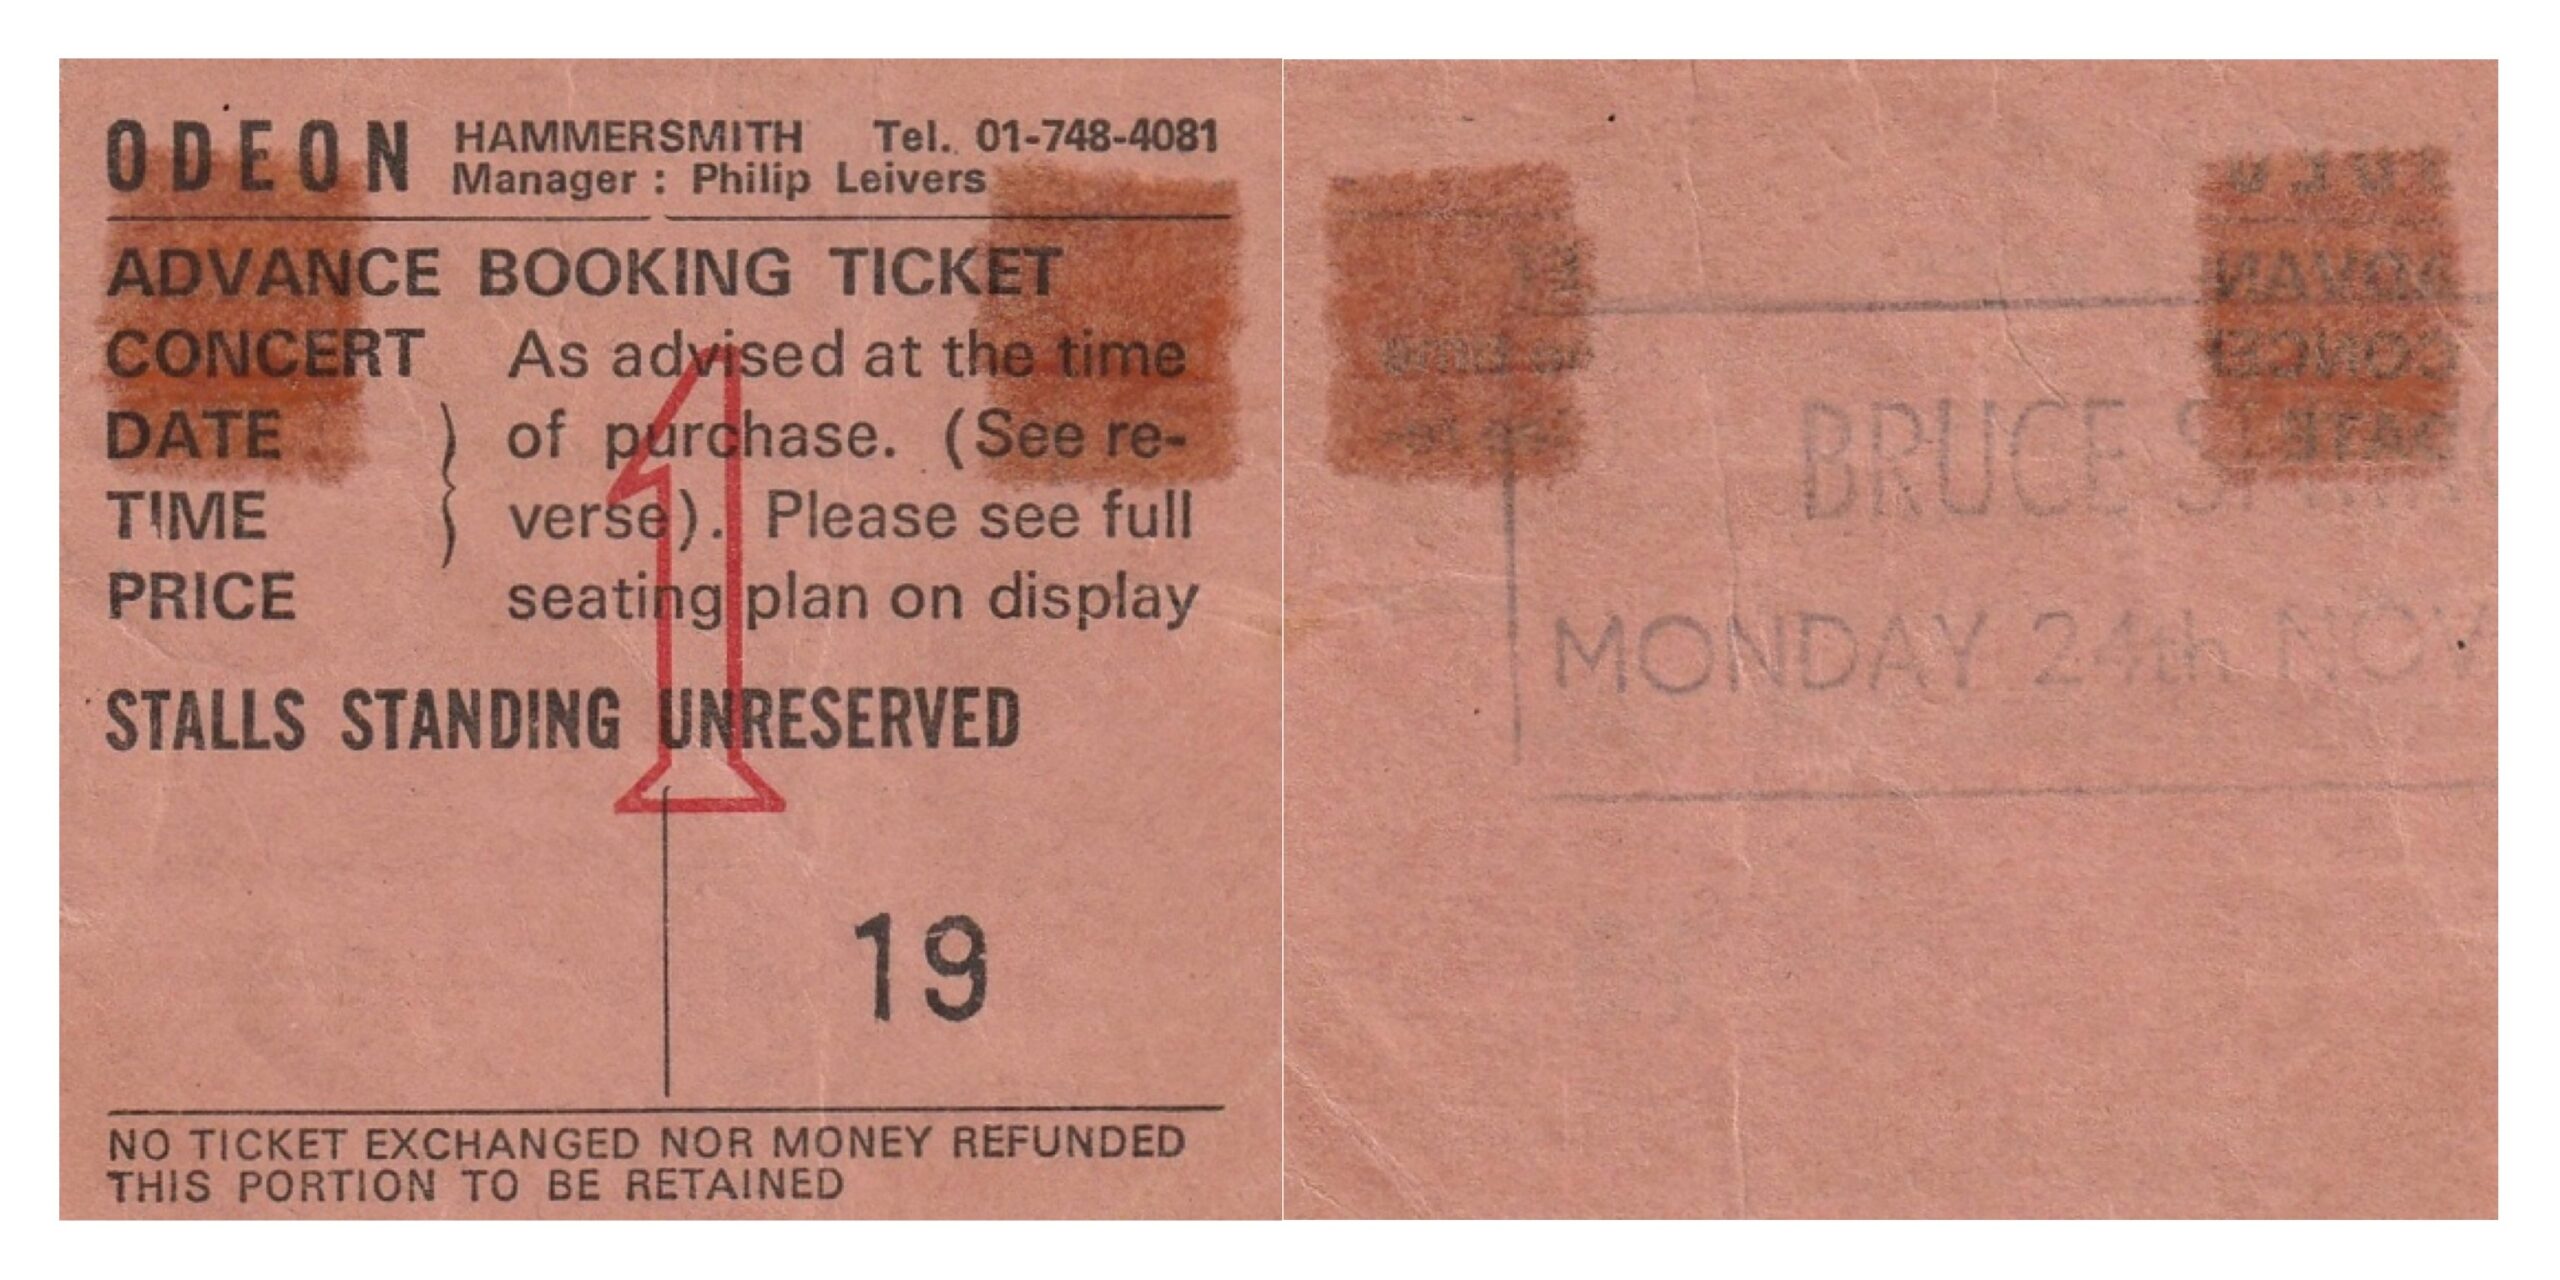 ODEON HAMMERSMITH Tel. 01-748-4081
Manager : Philip Leivers
ADVANCE BOOKING TICKET
CONCERT As advised at the time
DATE of purchase. (See re-
TIME verse). Please see full
PRICE seating plan on display
1
STALLS STANDING UNRESERVED
19
NO TICKET EXCHANGED NOR MONEY REFUNDED
THIS PORTION TO BE RETAINED
BRUCE
MONDAY 24th NOV